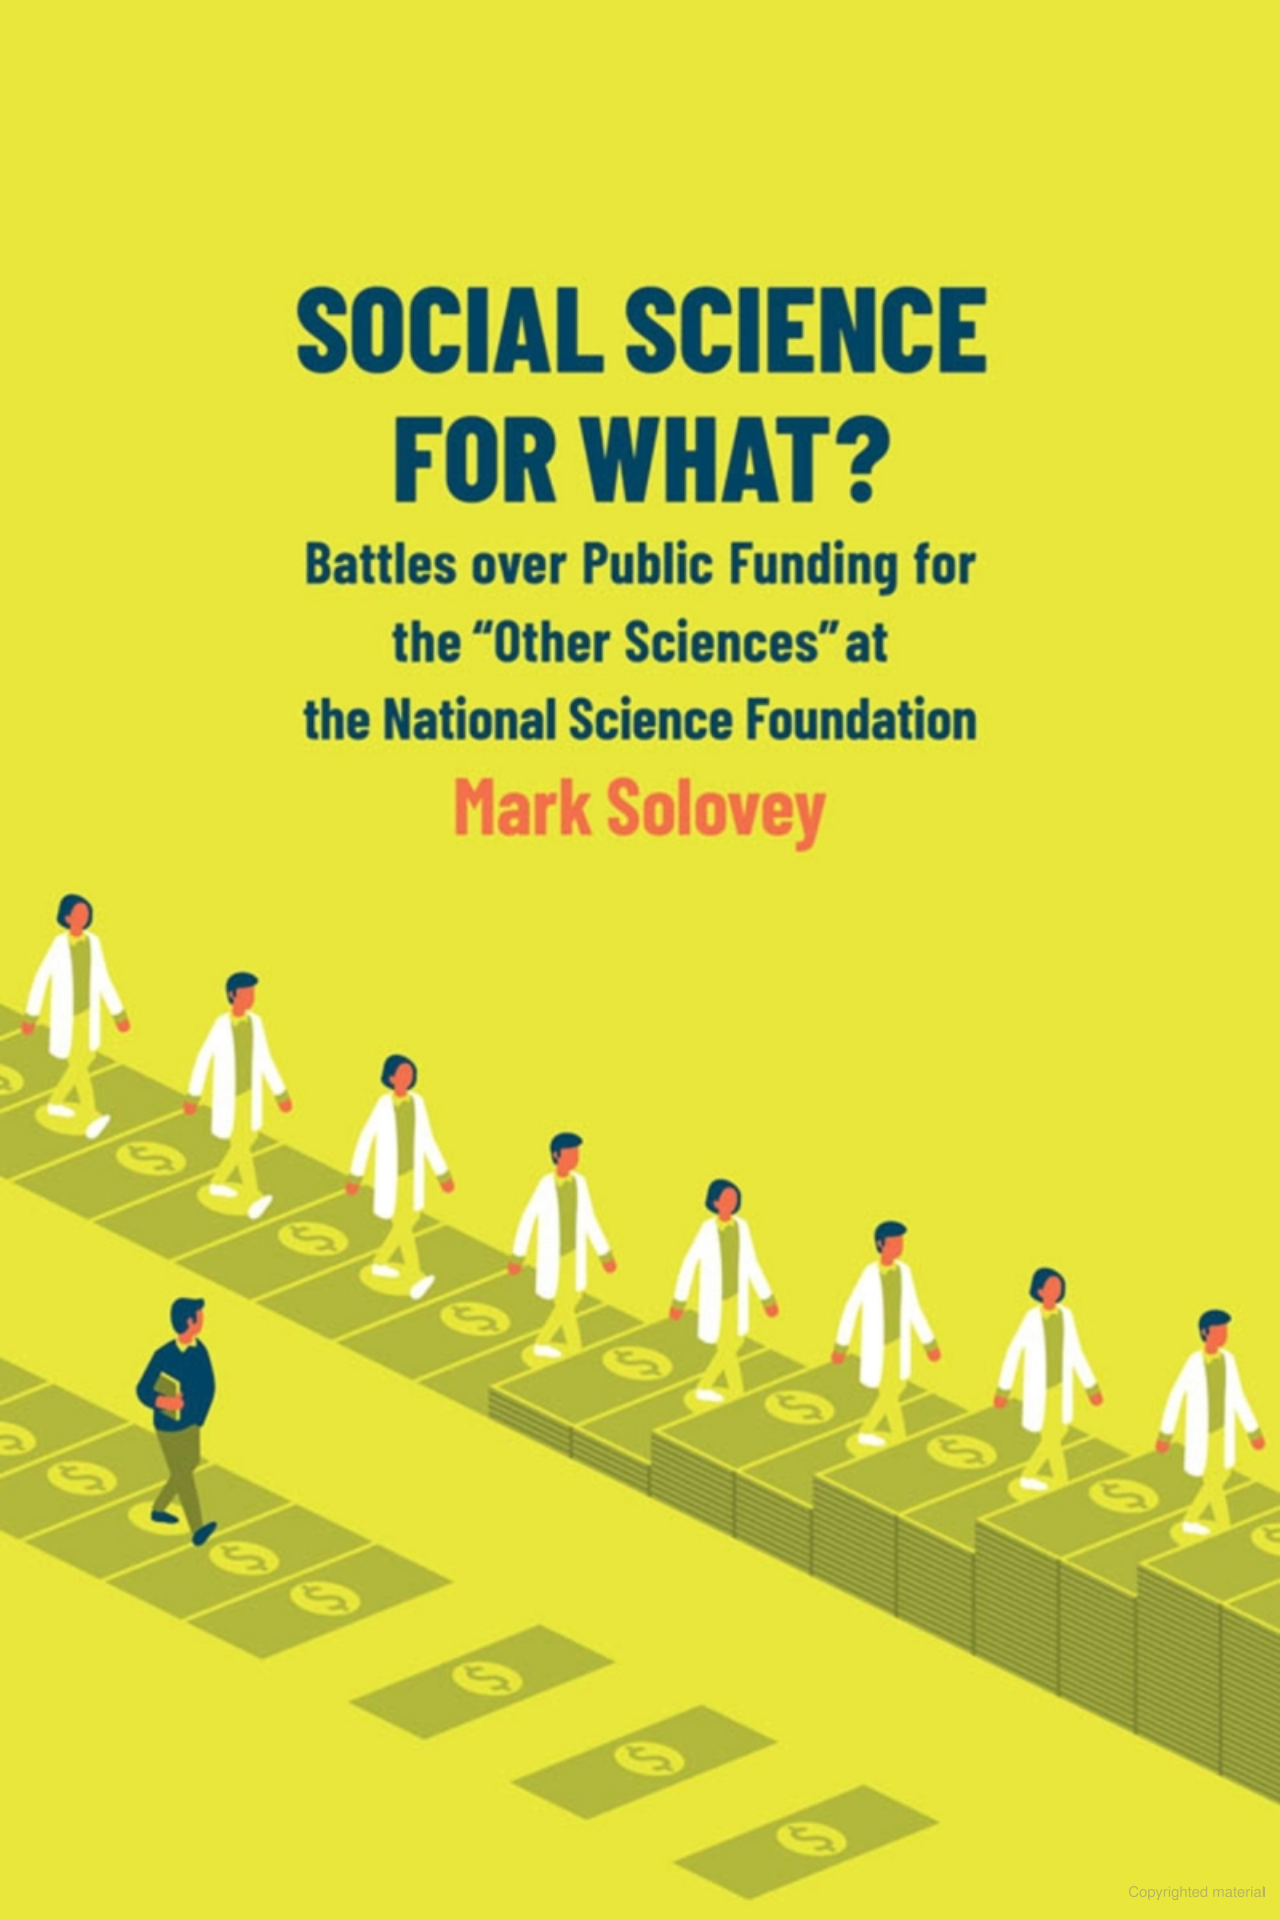 SOCIAL SCIENCE
FOR WHAT?
Battles over Public Funding for
the “Other Sciences” at
the National Science Foundation
Mark Solovey
Copyrighted material